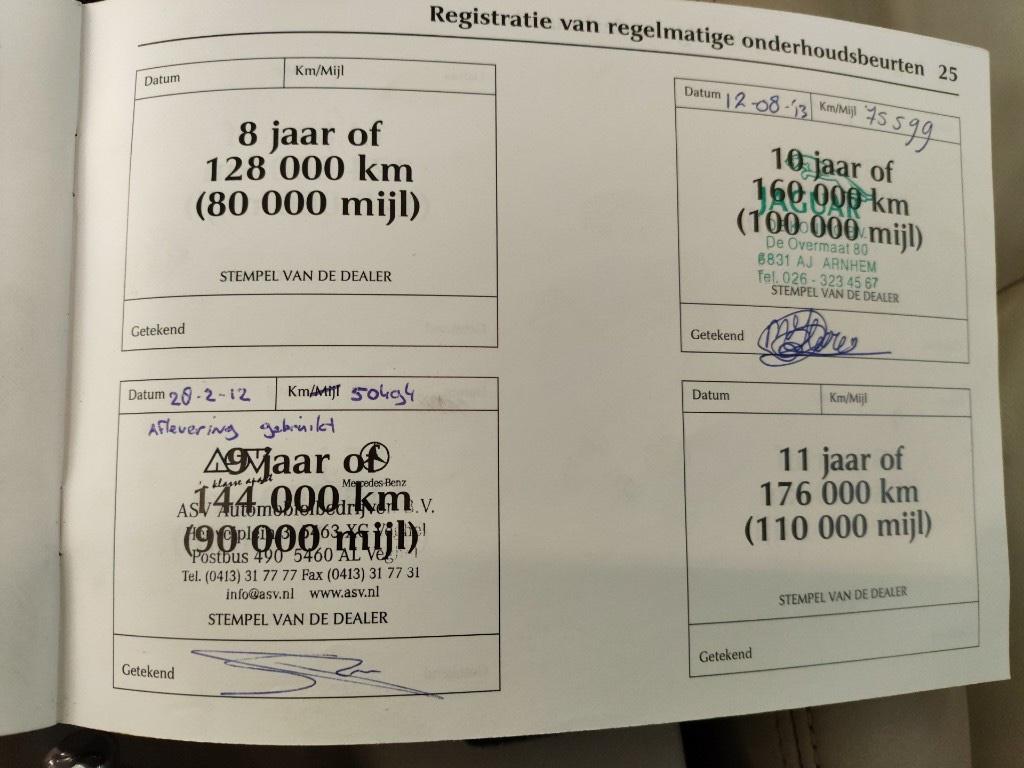 Registratie van regelmatige onderhoudsbeurten 25
Datum Km/Mijl
8 jaar of
128 000 km
(80 000 mijl)
STEMPEL VAN DE DEALER
Getekend
Datum 28-2-12 Km/Mijl 50494
Aflevering gebruikt
9 jaar of
Mercedes-Benz
144 000 km
ASV Automobielbedrijven B.V.
(90 000 mijl)
Postbus 490 5460 AL
Tel. (0413) 31 77 77 Fax (0413) 31 77 31
info@asv.nl www.asv.nl
STEMPEL VAN DE DEALER
Getekend
Datum 12-08-'13 Km/Mijl 75599
10 jaar of
160 000 km
JAGUAR
(100 000 mijl)
De Overmaat 80
6831 AJ ARNHEM
Tel. 026 - 323 45 67
STEMPEL VAN DE DEALER
Getekend
Datum Km/Mijl
11 jaar of
176 000 km
(110 000 mijl)
STEMPEL VAN DE DEALER
Getekend